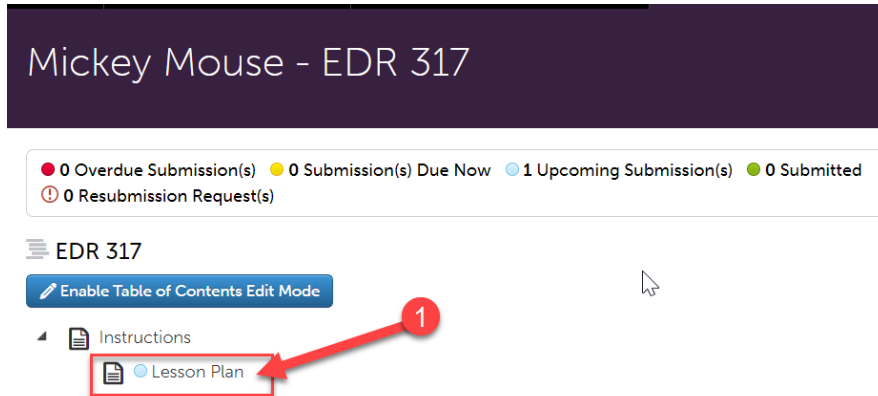 Mickey Mouse - EDR 317
0 Overdue Submission(s) 0 Submission(s) Due Now 1 Upcoming Submission(s) 0 Submitted
0 Resubmission Request(s)
EDR 317
Enable Table of Contents Edit Mode
1
Instructions
Lesson Plan